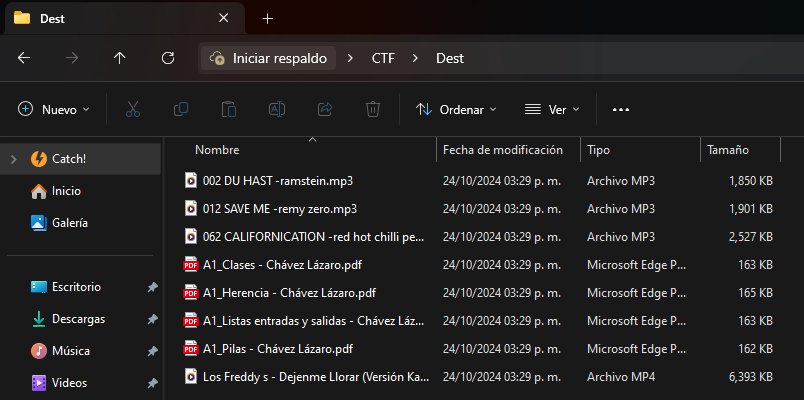 Dest
Iniciar respaldo > CTF > Dest
Nuevo Ordenar Ver
Nombre Fecha de modificación Tipo Tamaño
Catch!
Inicio
Galería
Escritorio
Descargas
Música
Videos
002 DU HAST -ramstein.mp3 24/10/2024 03:29 p. m. Archivo MP3 1,850 KB
012 SAVE ME -remy zero.mp3 24/10/2024 03:29 p. m. Archivo MP3 1,901 KB
062 CALIFORNICATION -red hot chilli pe... 24/10/2024 03:29 p. m. Archivo MP3 2,527 KB
PDF A1_Clases - Chávez Lázaro.pdf 24/10/2024 03:29 p. m. Microsoft Edge P... 163 KB
PDF A1_Herencia - Chávez Lázaro.pdf 24/10/2024 03:29 p. m. Microsoft Edge P... 165 KB
PDF A1_Listas entradas y salidas - Chávez Láz... 24/10/2024 03:29 p. m. Microsoft Edge P... 163 KB
PDF A1_Pilas - Chávez Lázaro.pdf 24/10/2024 03:29 p. m. Microsoft Edge P... 162 KB
Los Freddy s - Dejenme Llorar (Versión Ka... 24/10/2024 03:29 p. m. Archivo MP4 6,393 KB